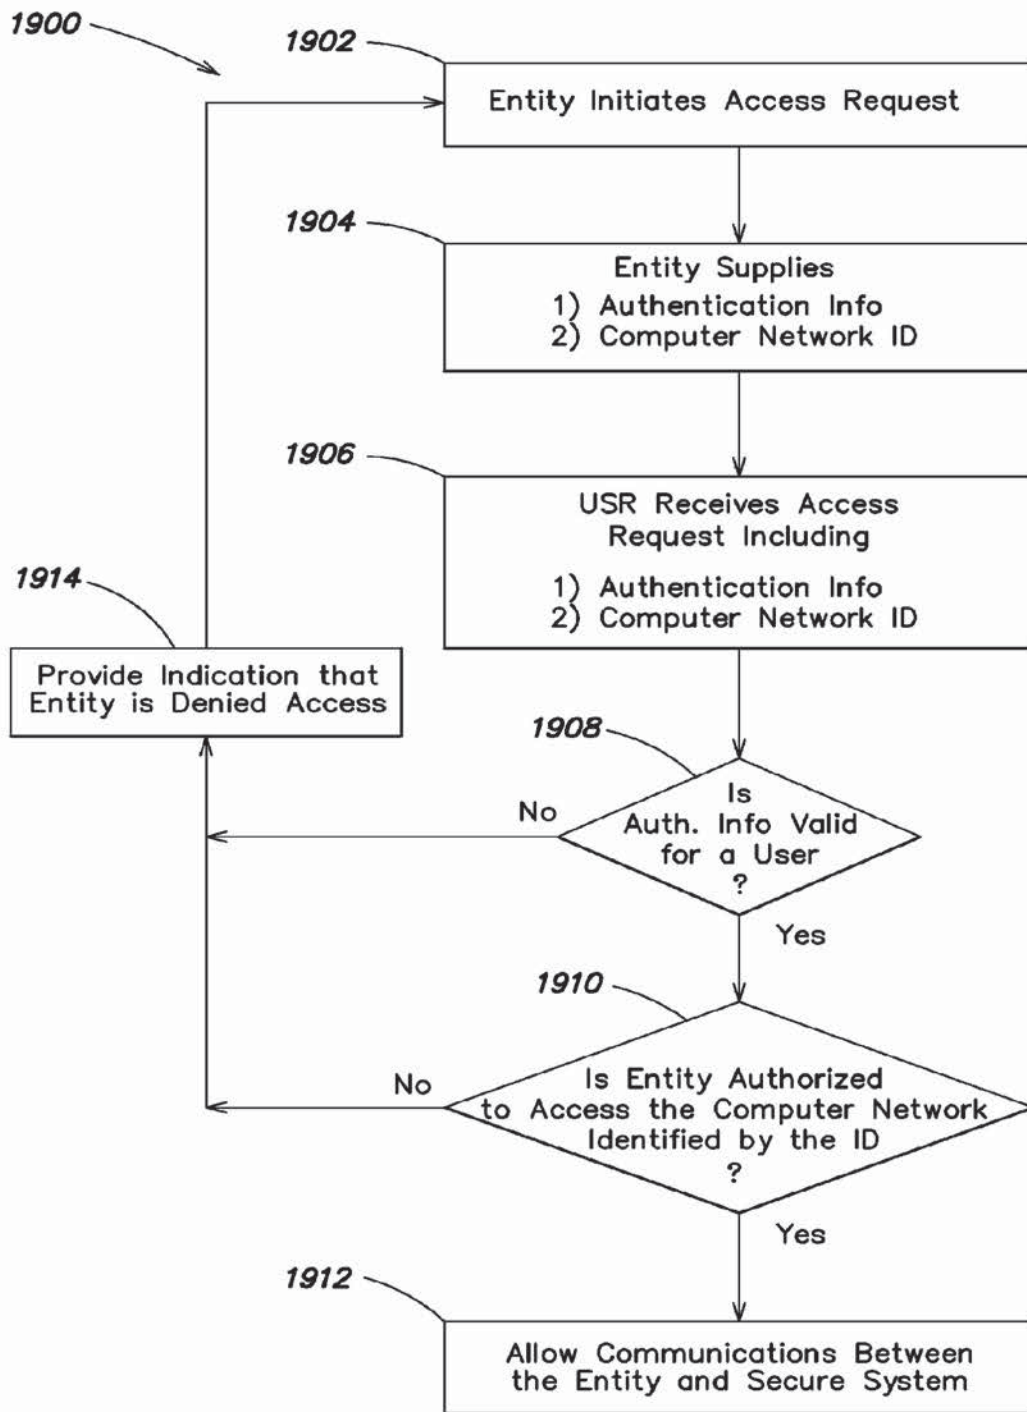 1900
1902
Entity Initiates Access Request
1904
Entity Supplies
1) Authentication Info
2) Computer Network ID
1906
USR Receives Access
Request Including
1) Authentication Info
2) Computer Network ID
1914
Provide Indication that
Entity is Denied Access
1908
Is
Auth. Info Valid
for a User
?
No
Yes
1910
Is Entity Authorized
to Access the Computer Network
Identified by the ID
?
No
Yes
1912
Allow Communications Between
the Entity and Secure System